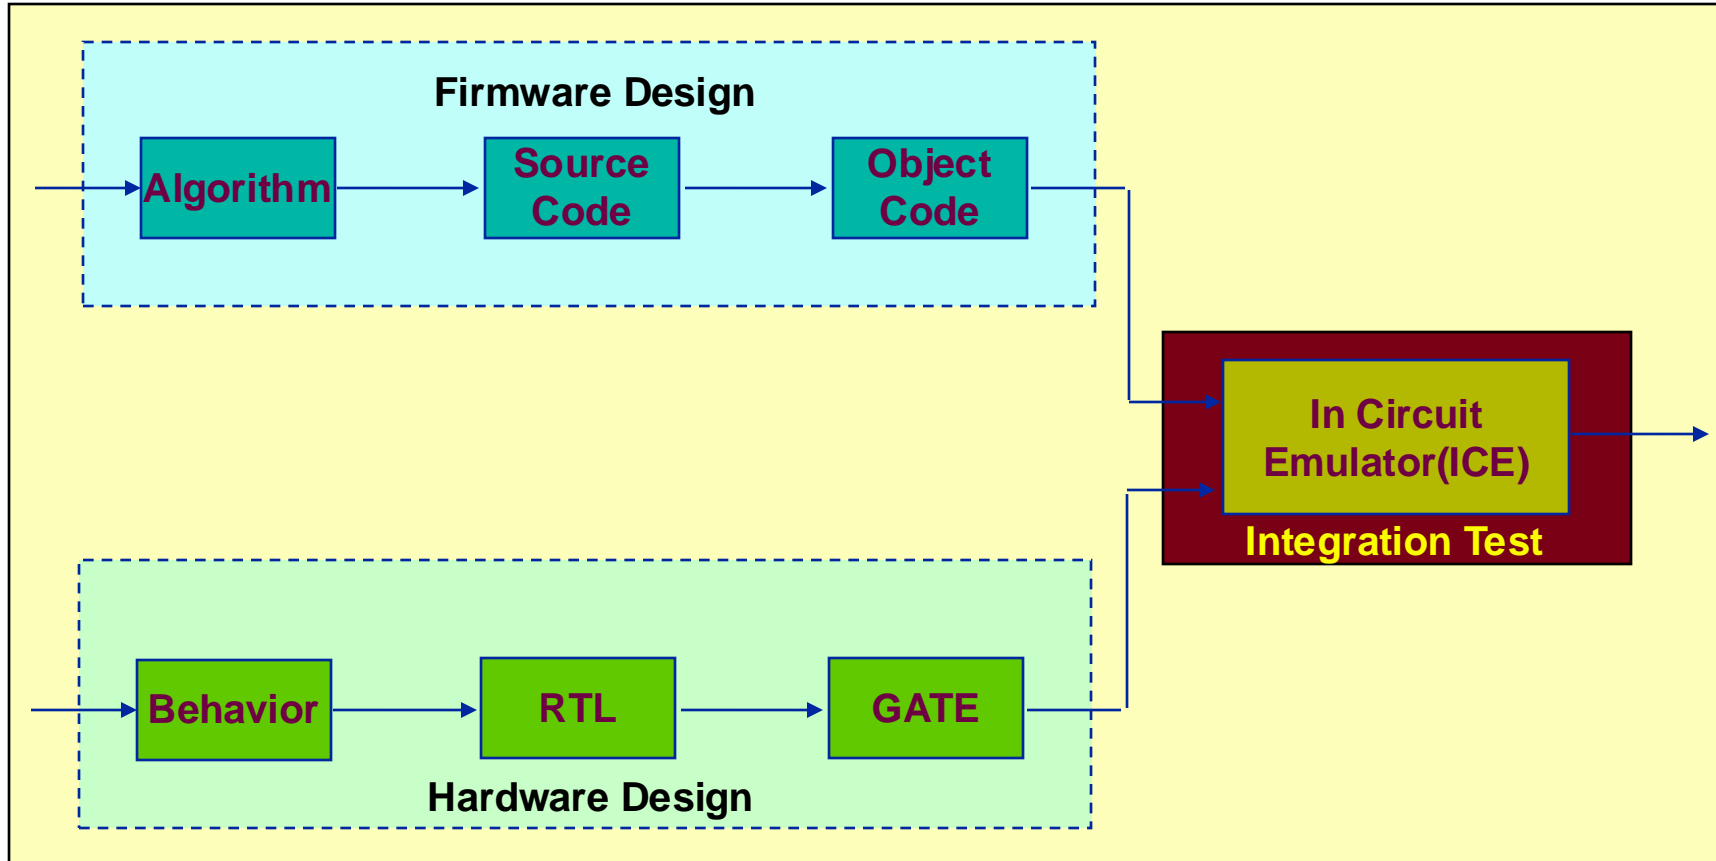 Firmware Design
Algorithm
Source
Code
Object
Code
In Circuit
Emulator(ICE)
Integration Test
Behavior
RTL
GATE
Hardware Design